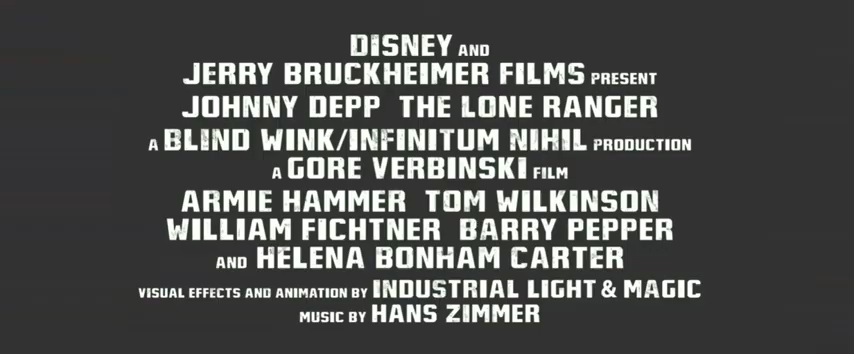 DISNEY AND
JERRY BRUCKHEIMER FILMS PRESENT
JOHNNY DEPP THE LONE RANGER
A BLIND WINK/INFINITUM NIHIL PRODUCTION
A GORE VERBINSKI FILM
ARMIE HAMMER TOM WILKINSON
WILLIAM FICHTNER BARRY PEPPER
AND HELENA BONHAM CARTER
VISUAL EFFECTS AND ANIMATION BY INDUSTRIAL LIGHT & MAGIC
MUSIC BY HANS ZIMMER